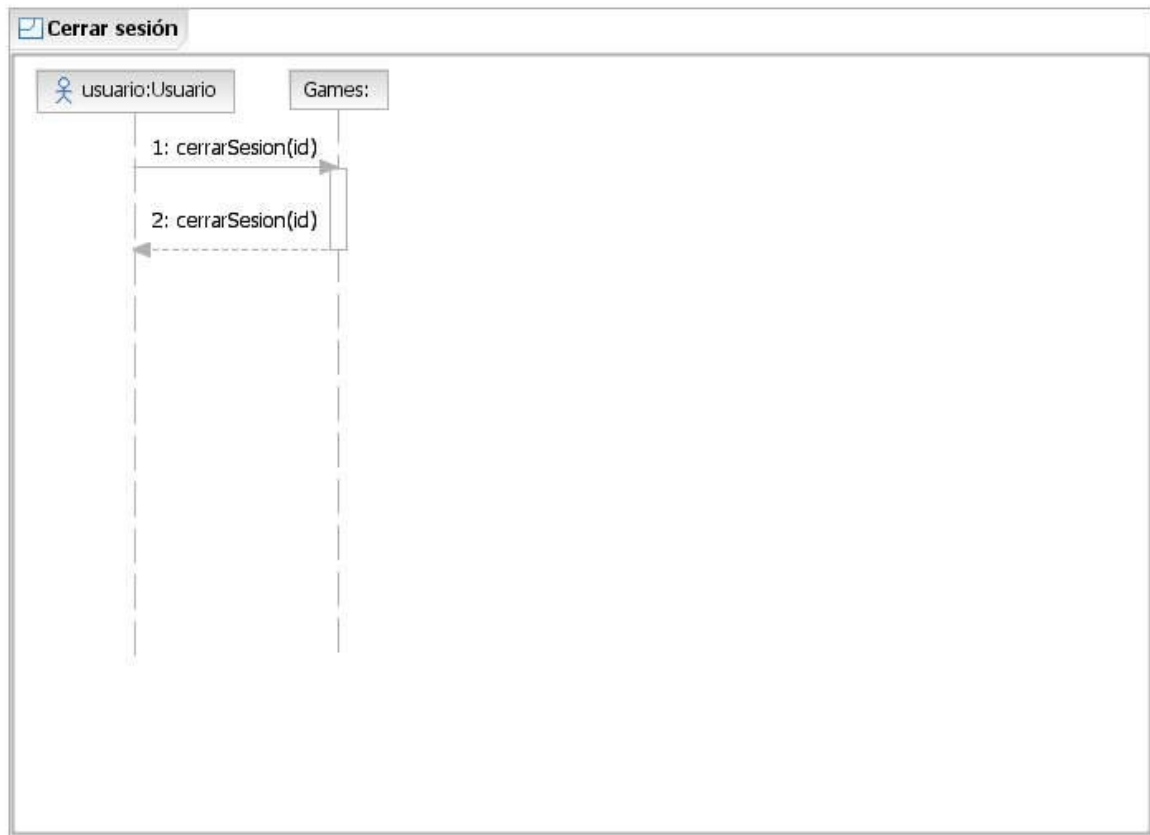 Cerrar sesión
usuario:Usuario
Games:
1: cerrarSesion(id)
2: cerrarSesion(id)